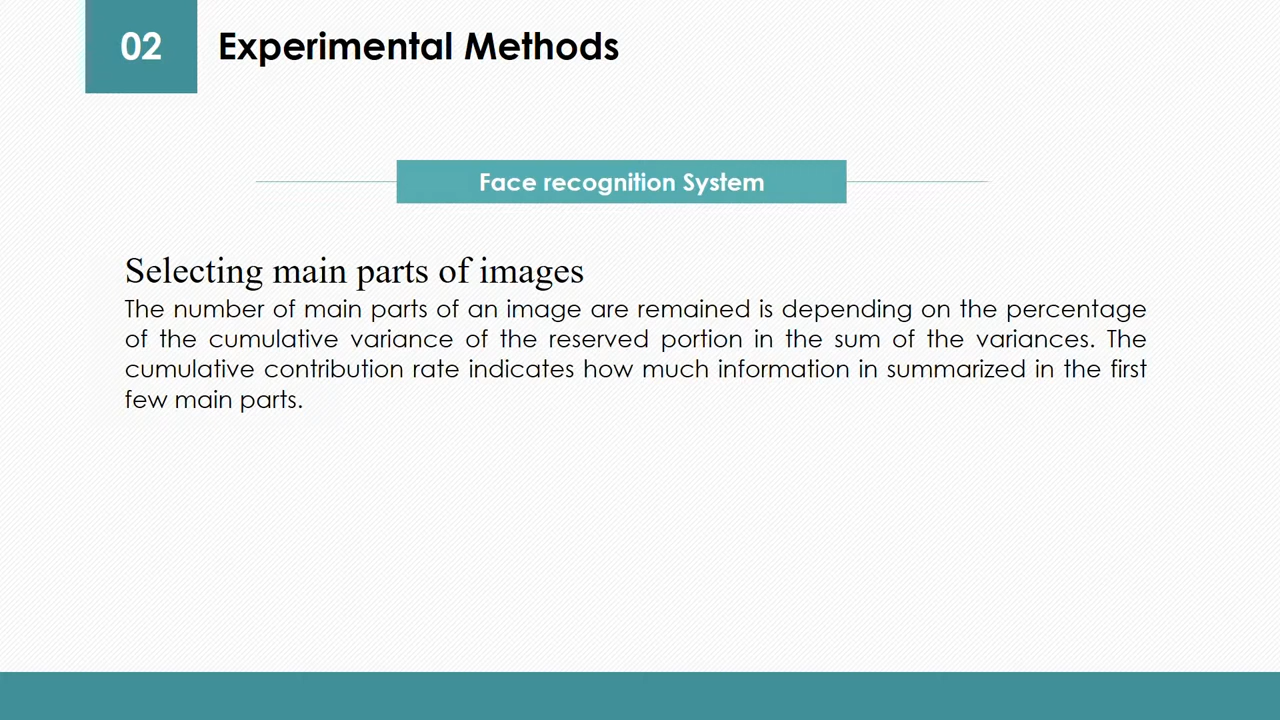 02
Experimental Methods
Face recognition System
Selecting main parts of images
The number of main parts of an image are remained is depending on the percentage
of the cumulative variance of the reserved portion in the sum of the variances. The
cumulative contribution rate indicates how much information in summarized in the first
few main parts.